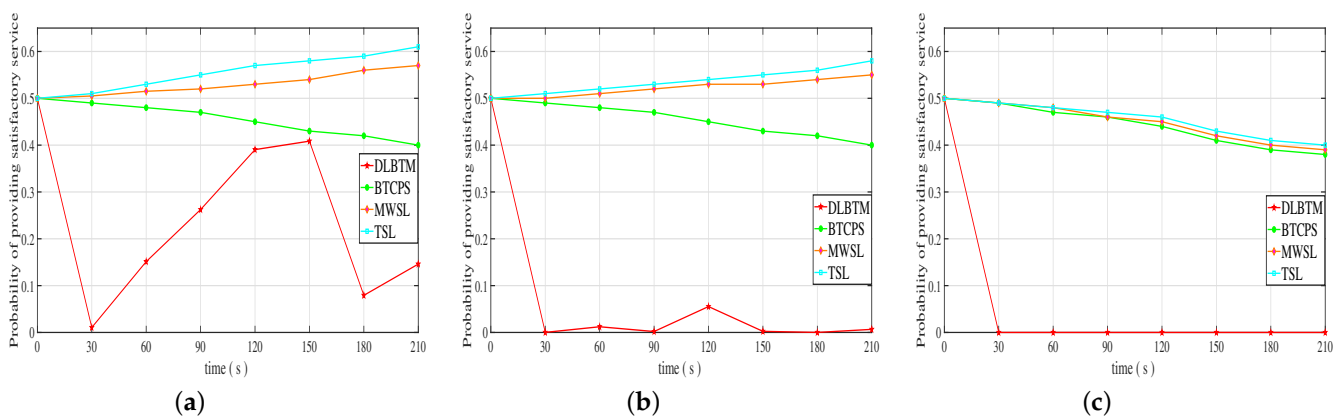 Probability of providing satisfactory service
0.6
0.5
0.4
0.3
0.2
0.1
0
DLBTM
BTCPS
MWSL
TSL
0 30 60 90 120 150 180 210
time ( s )
(a)
Probability of providing satisfactory service
0.6
0.5
0.4
0.3
0.2
0.1
0
DLBTM
BTCPS
MWSL
TSL
0 30 60 90 120 150 180 210
time ( s )
(b)
Probability of providing satisfactory service
0.6
0.5
0.4
0.3
0.2
0.1
0
DLBTM
BTCPS
MWSL
TSL
0 30 60 90 120 150 180 210
time ( s )
(c)